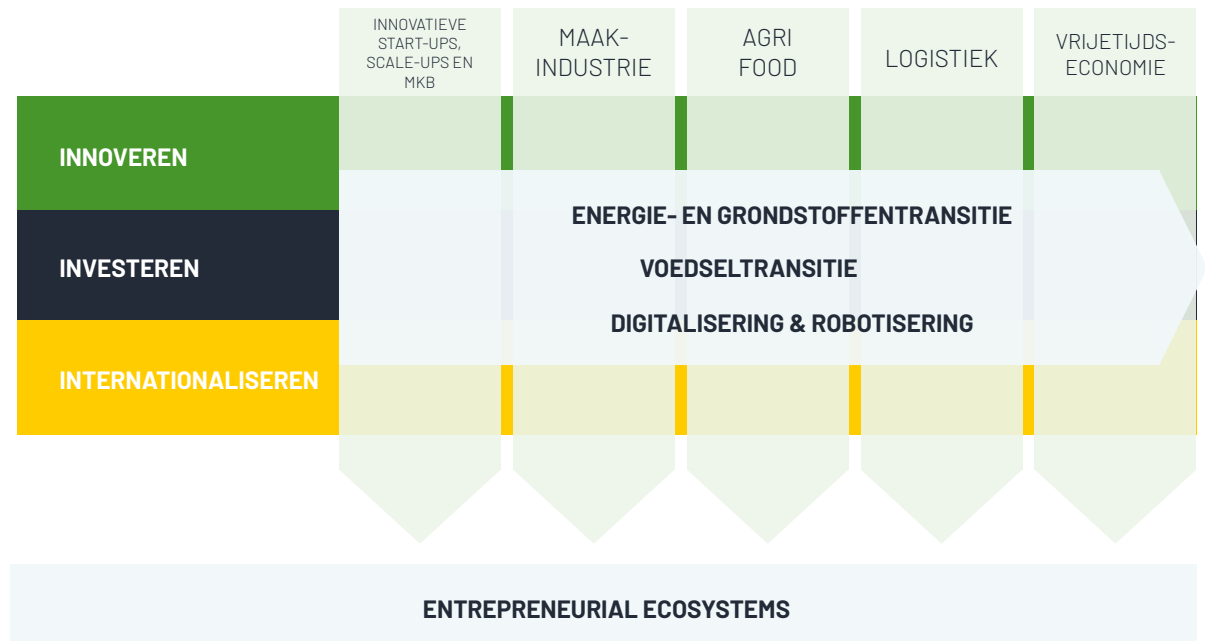 INNOVATIEVE
START-UPS,
SCALE-UPS EN
MKB
MAAK-
INDUSTRIE
AGRI
FOOD
LOGISTIEK
VRIJETIJDS-
ECONOMIE
INNOVEREN
INVESTEREN
INTERNATIONALISEREN
ENERGIE- EN GRONDSTOFFENTRANSITIE
VOEDSELTRANSITIE
DIGITALISERING & ROBOTISERING
ENTREPRENEURIAL ECOSYSTEMS